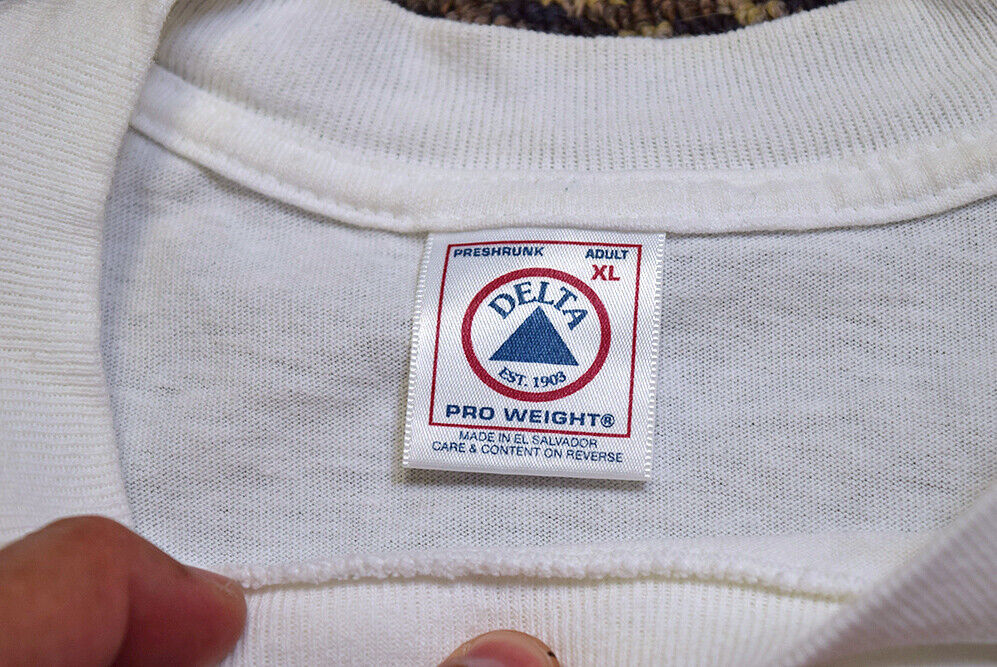 PRESHRUNK ADULT
XL
DELTA
EST. 1903
PRO WEIGHT®
MADE IN EL SALVADOR
CARE & CONTENT ON REVERSE